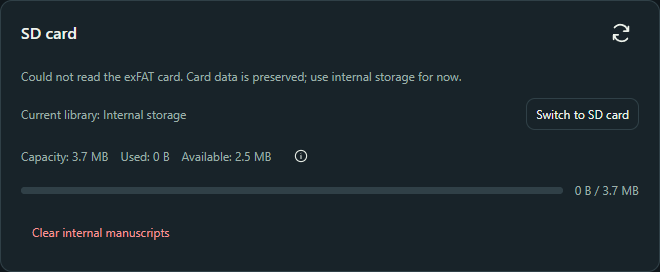 SD card
Could not read the exFAT card. Card data is preserved; use internal storage for now.
Current library: Internal storage
Switch to SD card
Capacity: 3.7 MB Used: 0 B Available: 2.5 MB
0 B / 3.7 MB
Clear internal manuscripts